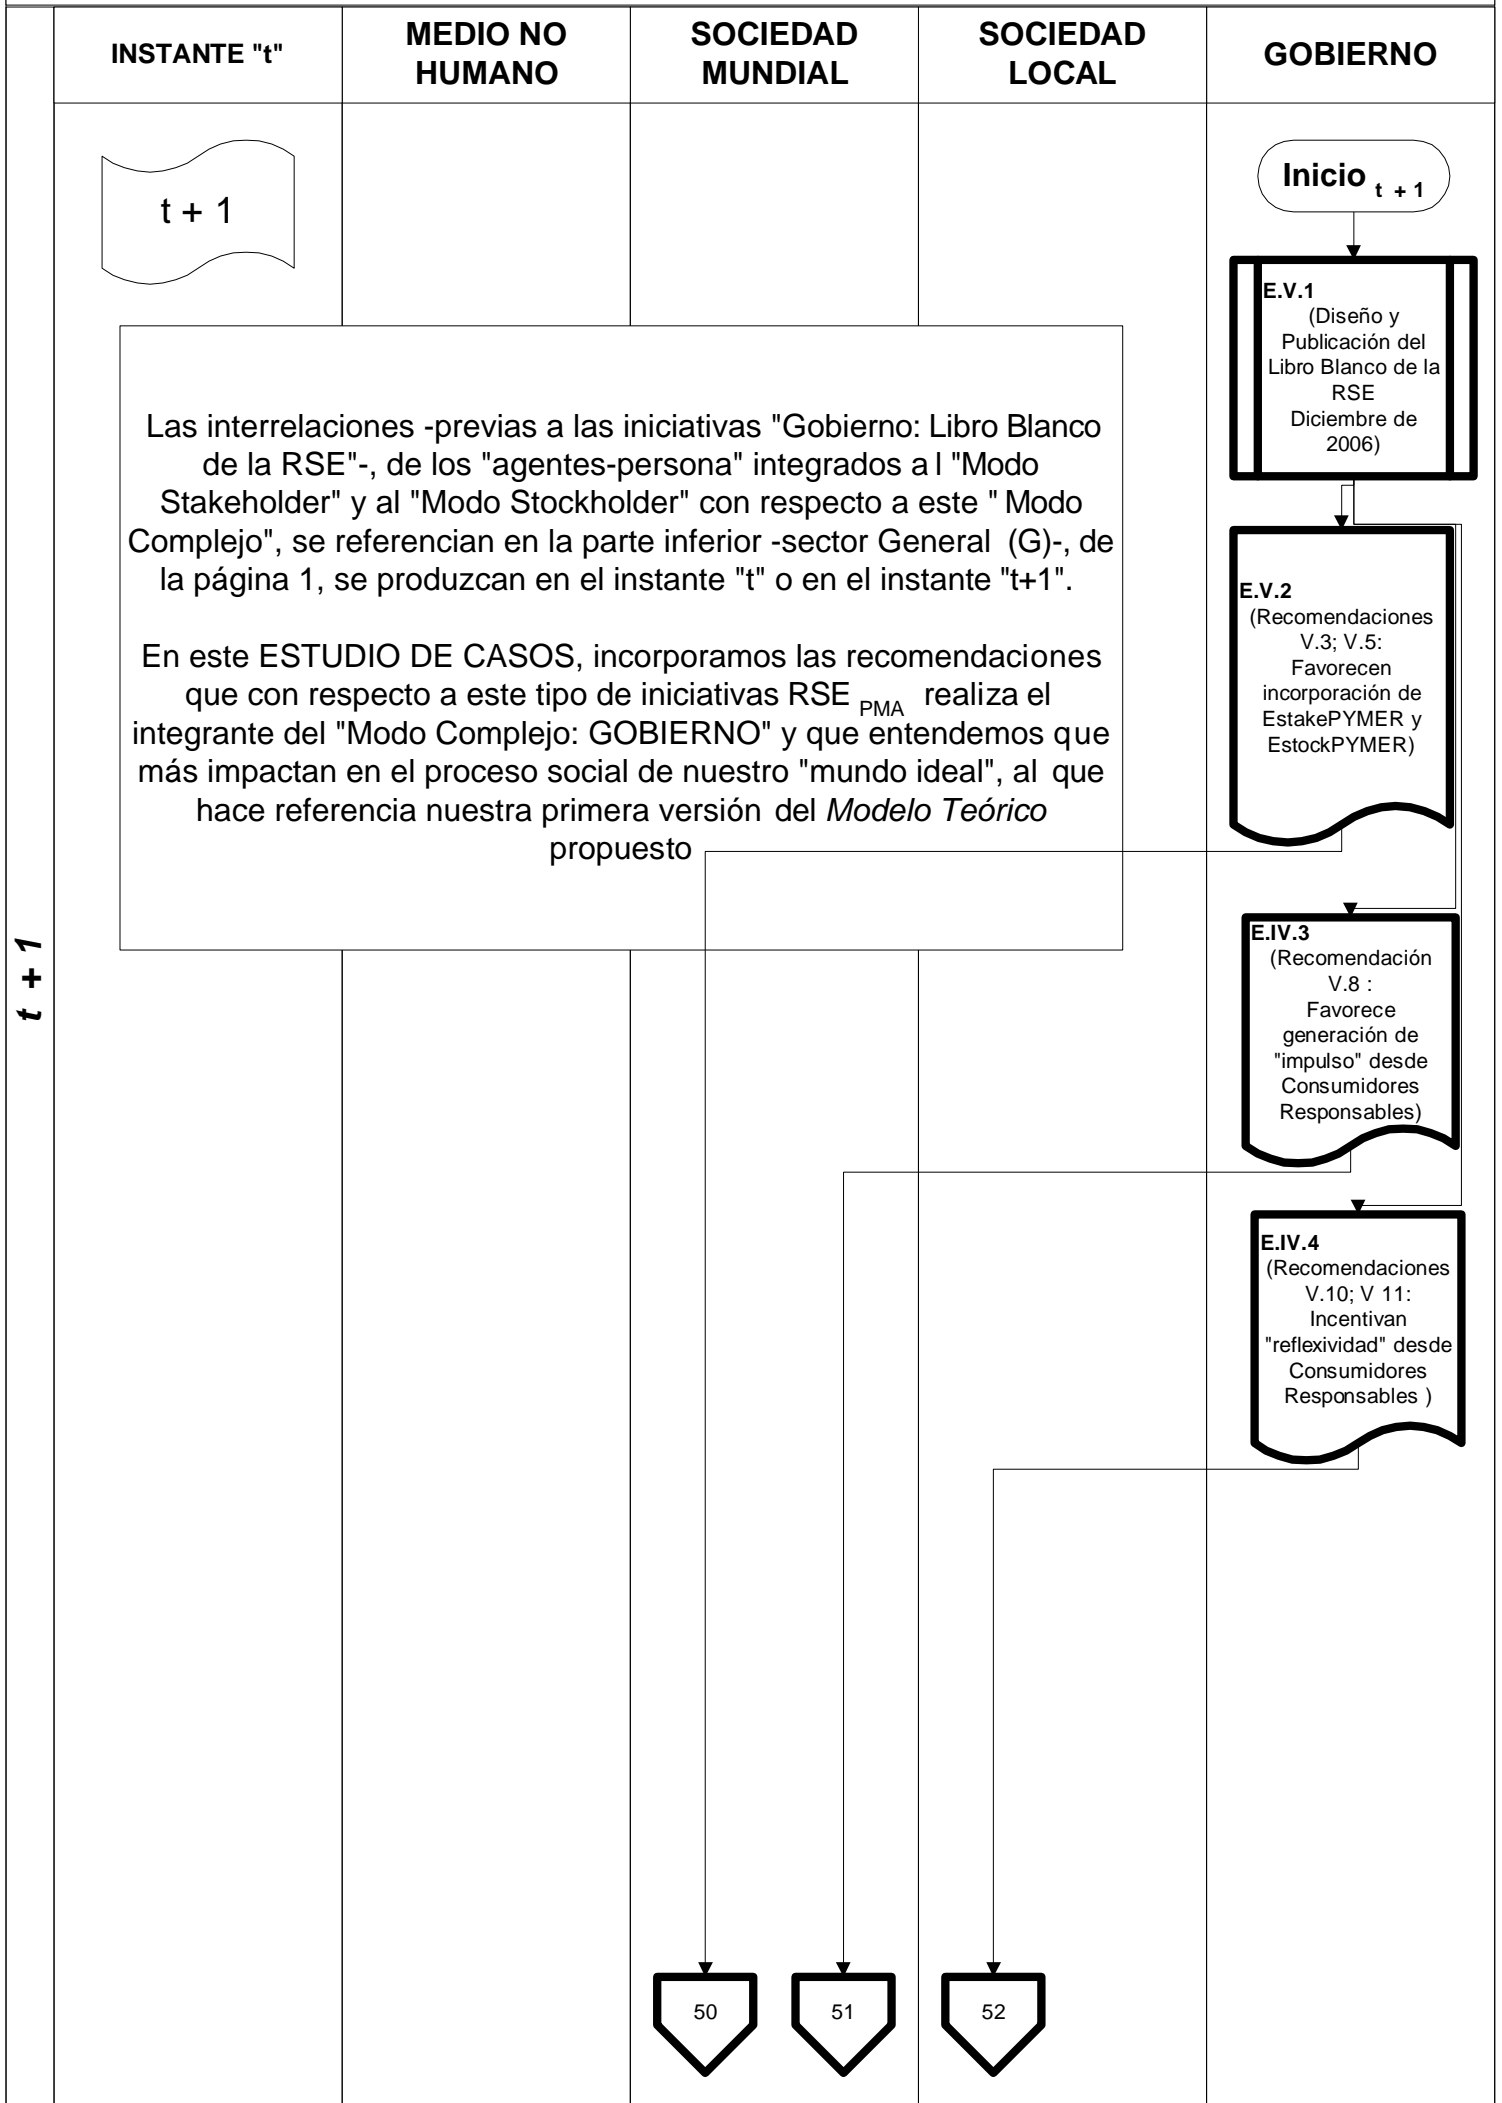 INSTANTE "t"
MEDIO NO
HUMANO
SOCIEDAD
MUNDIAL
SOCIEDAD
LOCAL
GOBIERNO
t + 1
t + 1
Inicio t + 1
E.V.1
(Diseño y
Publicación del
Libro Blanco de la
RSE
Diciembre de
2006)
Las interrelaciones -previas a las iniciativas "Gobierno: Libro Blanco
de la RSE"-, de los "agentes-persona" integrados a l "Modo
Stakeholder" y al "Modo Stockholder" con respecto a este " Modo
Complejo", se referencian en la parte inferior -sector General (G)-, de
la página 1, se produzcan en el instante "t" o en el instante "t+1".
En este ESTUDIO DE CASOS, incorporamos las recomendaciones
que con respecto a este tipo de iniciativas RSE PMA realiza el
integrante del "Modo Complejo: GOBIERNO" y que entendemos que
más impactan en el proceso social de nuestro "mundo ideal", al que
hace referencia nuestra primera versión del Modelo Teórico
propuesto
E.V.2
(Recomendaciones
V.3; V.5:
Favorecen
incorporación de
EstakePYMER y
EstockPYMER)
E.IV.3
(Recomendación
V.8 :
Favorece
generación de
"impulso" desde
Consumidores
Responsables)
E.IV.4
(Recomendaciones
V.10; V 11:
Incentivan
"reflexividad" desde
Consumidores
Responsables )
50
51
52